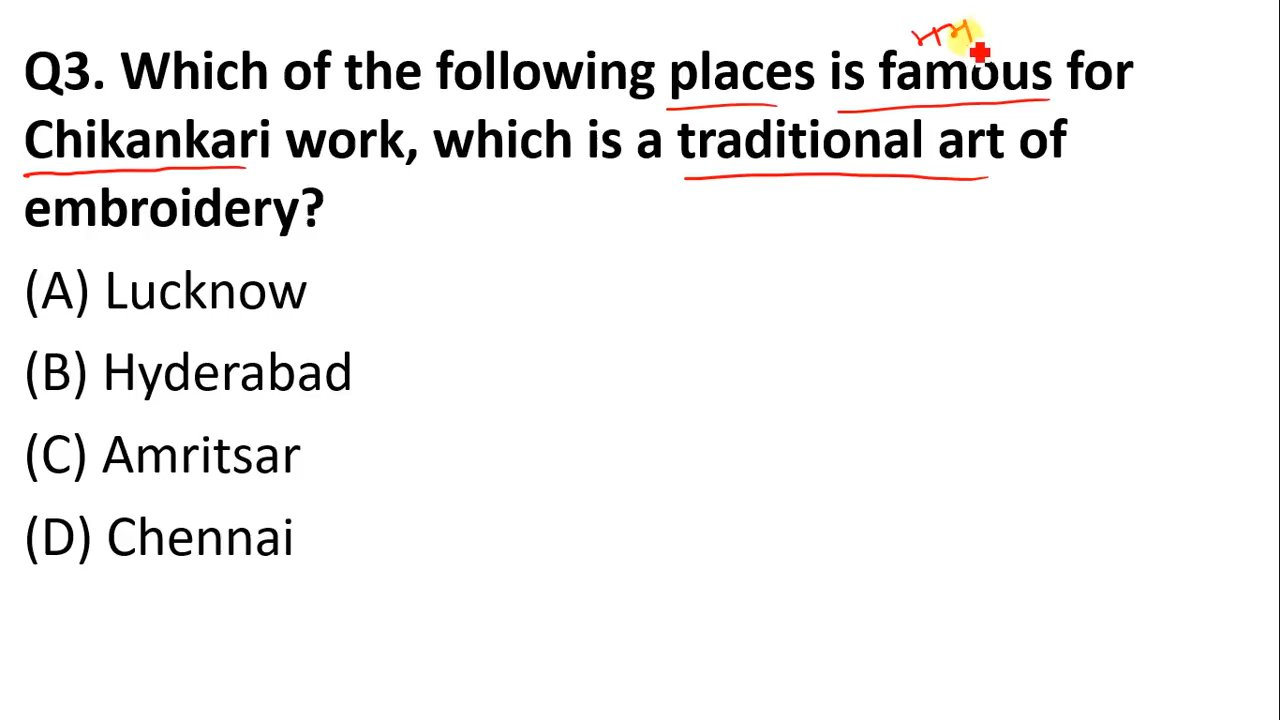 Q3. Which of the following places is famous for
Chikankari work, which is a traditional art of
embroidery?
(A) Lucknow
(B) Hyderabad
(C) Amritsar
(D) Chennai